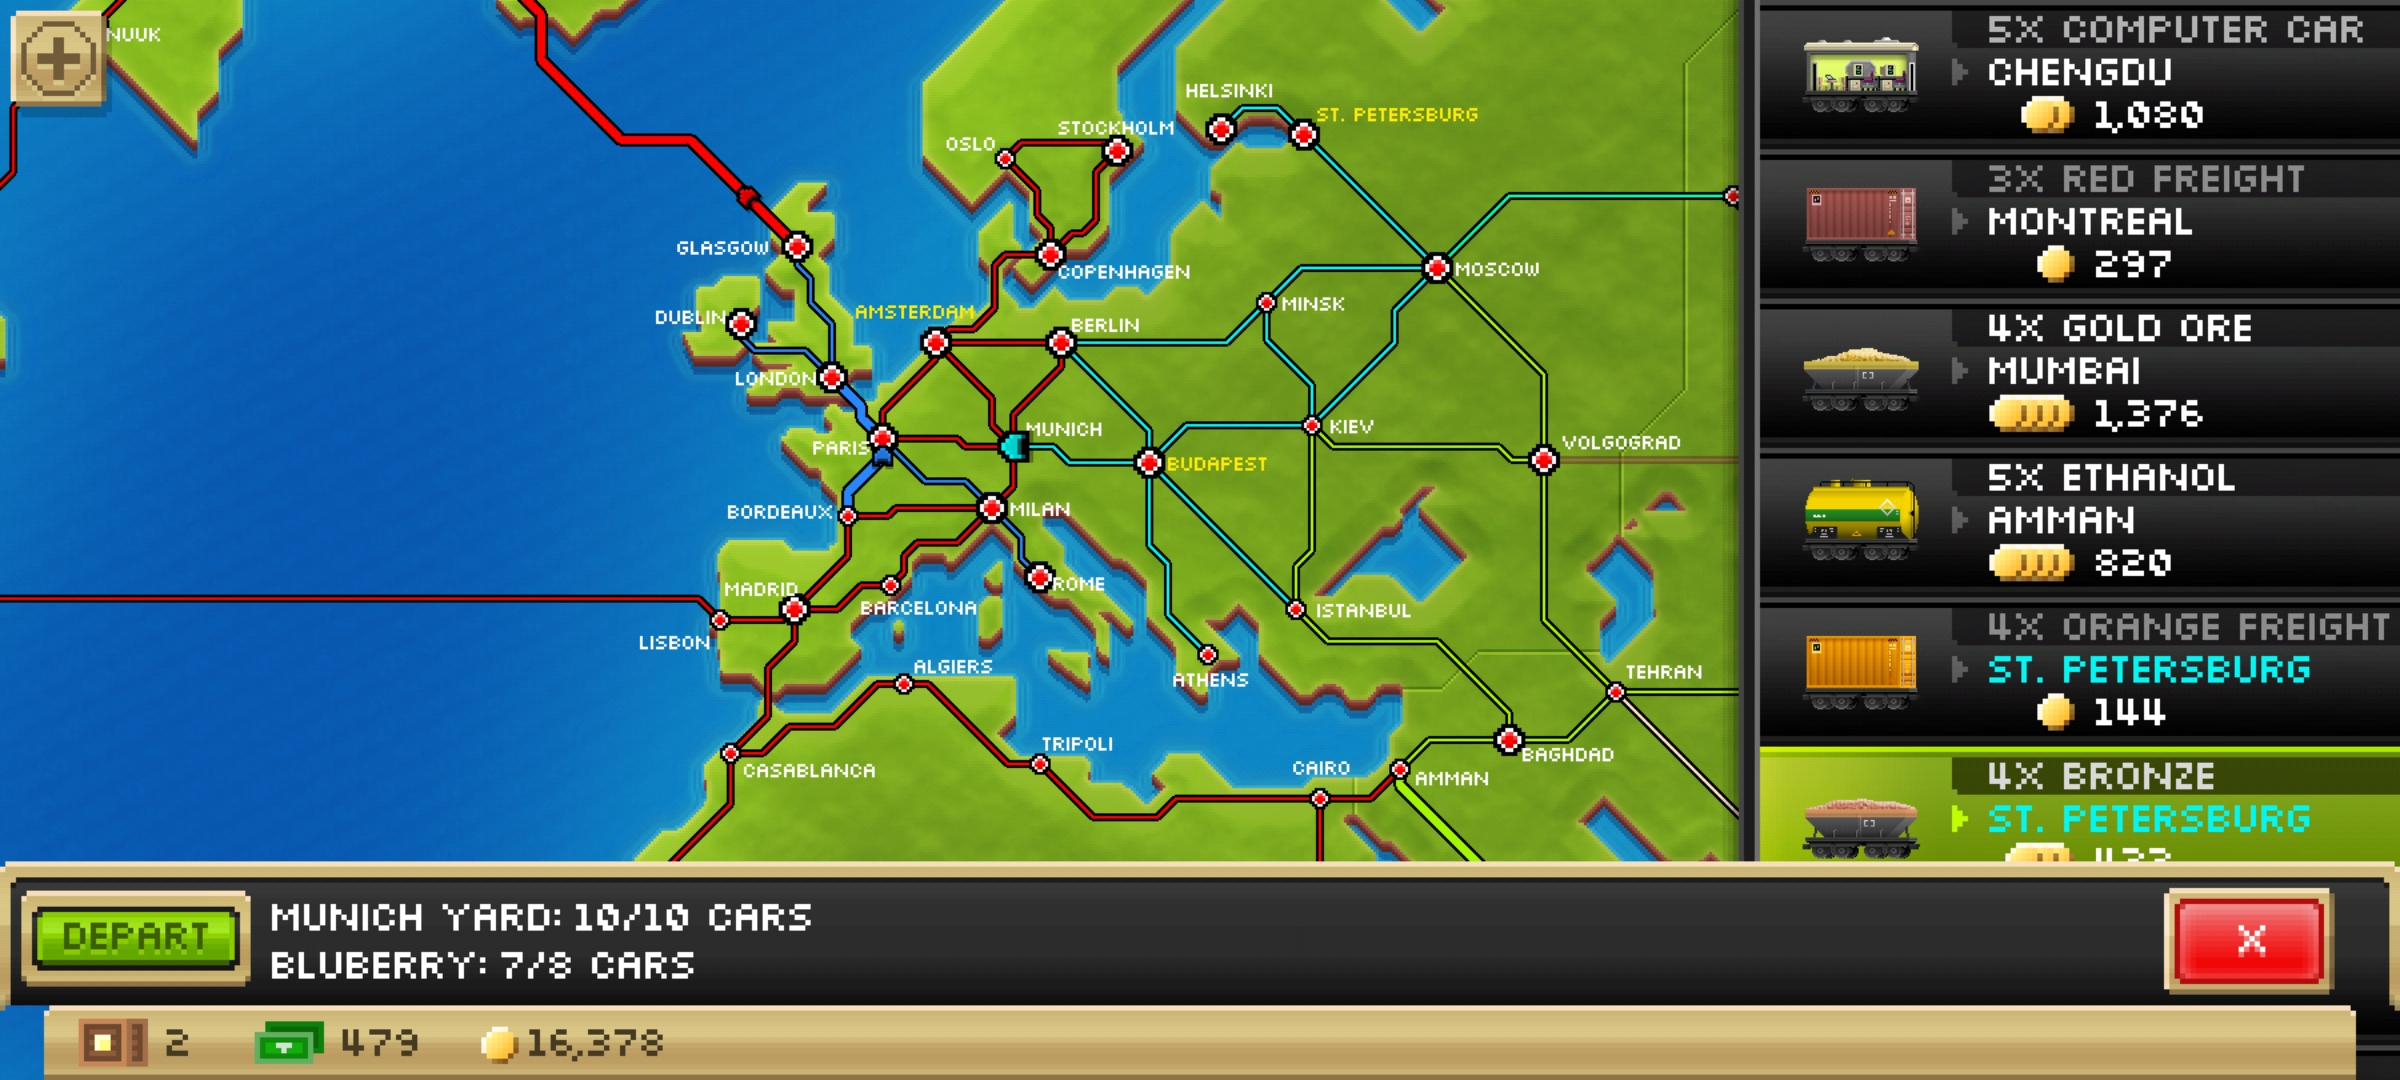 NUUK
HELSINKI
ST. PETERSBURG
STOCKHOLM
OSLO
GLASGOW
COPENHAGEN
MOSCOW
DUBLIN
AMSTERDAM
BERLIN
MINSK
LONDON
PARIS
MUNICH
KIEV
VOLGOGRAD
BUDAPEST
BORDEAUX
MILAN
MADRID
ROME
BARCELONA
ISTANBUL
LISBON
ALGIERS
ATHENS
TEHRAN
TRIPOLI
CASABLANCA
CAIRO
AMMAN
BAGHDAD
5X COMPUTER CAR
CHENGDU
1,080
3X RED FREIGHT
MONTREAL
297
4X GOLD ORE
MUMBAI
1,376
5X ETHANOL
AMMAN
820
4X ORANGE FREIGHT
ST. PETERSBURG
144
4X BRONZE
ST. PETERSBURG
DEPART
MUNICH YARD: 10/10 CARS
BLUBERRY: 7/8 CARS
X
2
479
16,378